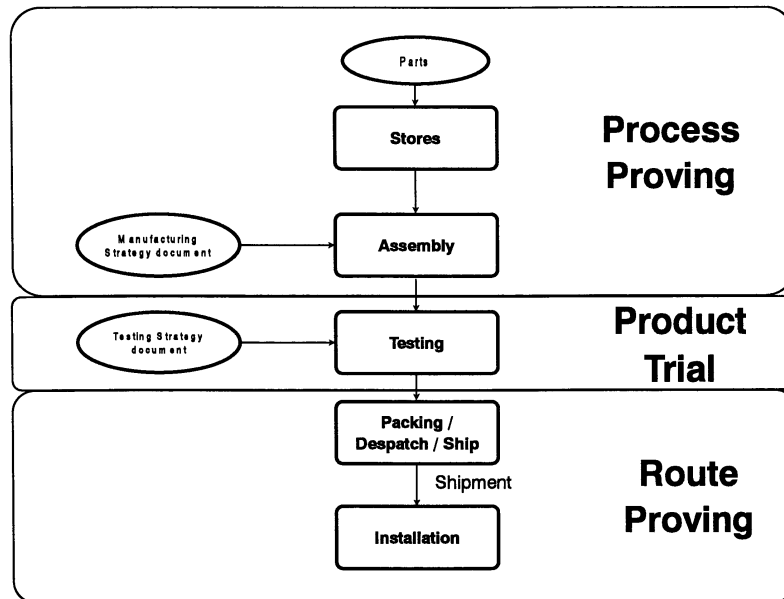 Parts
Stores
Process
Proving
Manufacturing
Strategy document
Assembly
Testing Strategy
document
Testing
Product
Trial
Packing /
Despatch / Ship
Shipment
Installation
Route
Proving